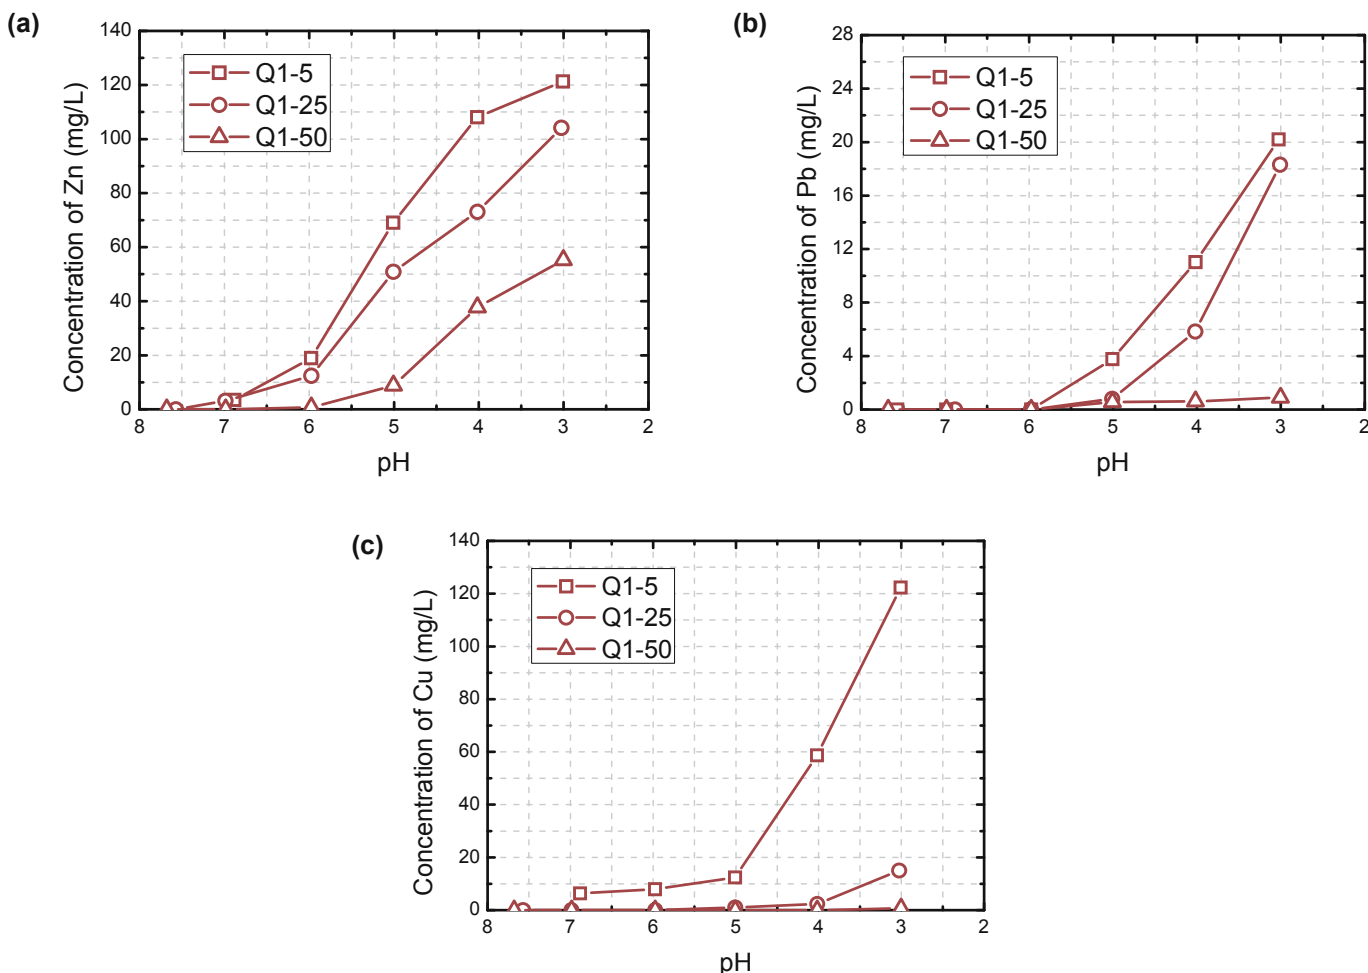 (a)
Concentration of Zn (mg/L)
140
120
100
80
60
40
20
0
Q1-5
Q1-25
Q1-50
8 7 6 5 4 3 2
pH
(b)
Concentration of Pb (mg/L)
28
24
20
16
12
8
4
0
Q1-5
Q1-25
Q1-50
8 7 6 5 4 3 2
pH
(c)
Concentration of Cu (mg/L)
140
120
100
80
60
40
20
0
Q1-5
Q1-25
Q1-50
8 7 6 5 4 3 2
pH